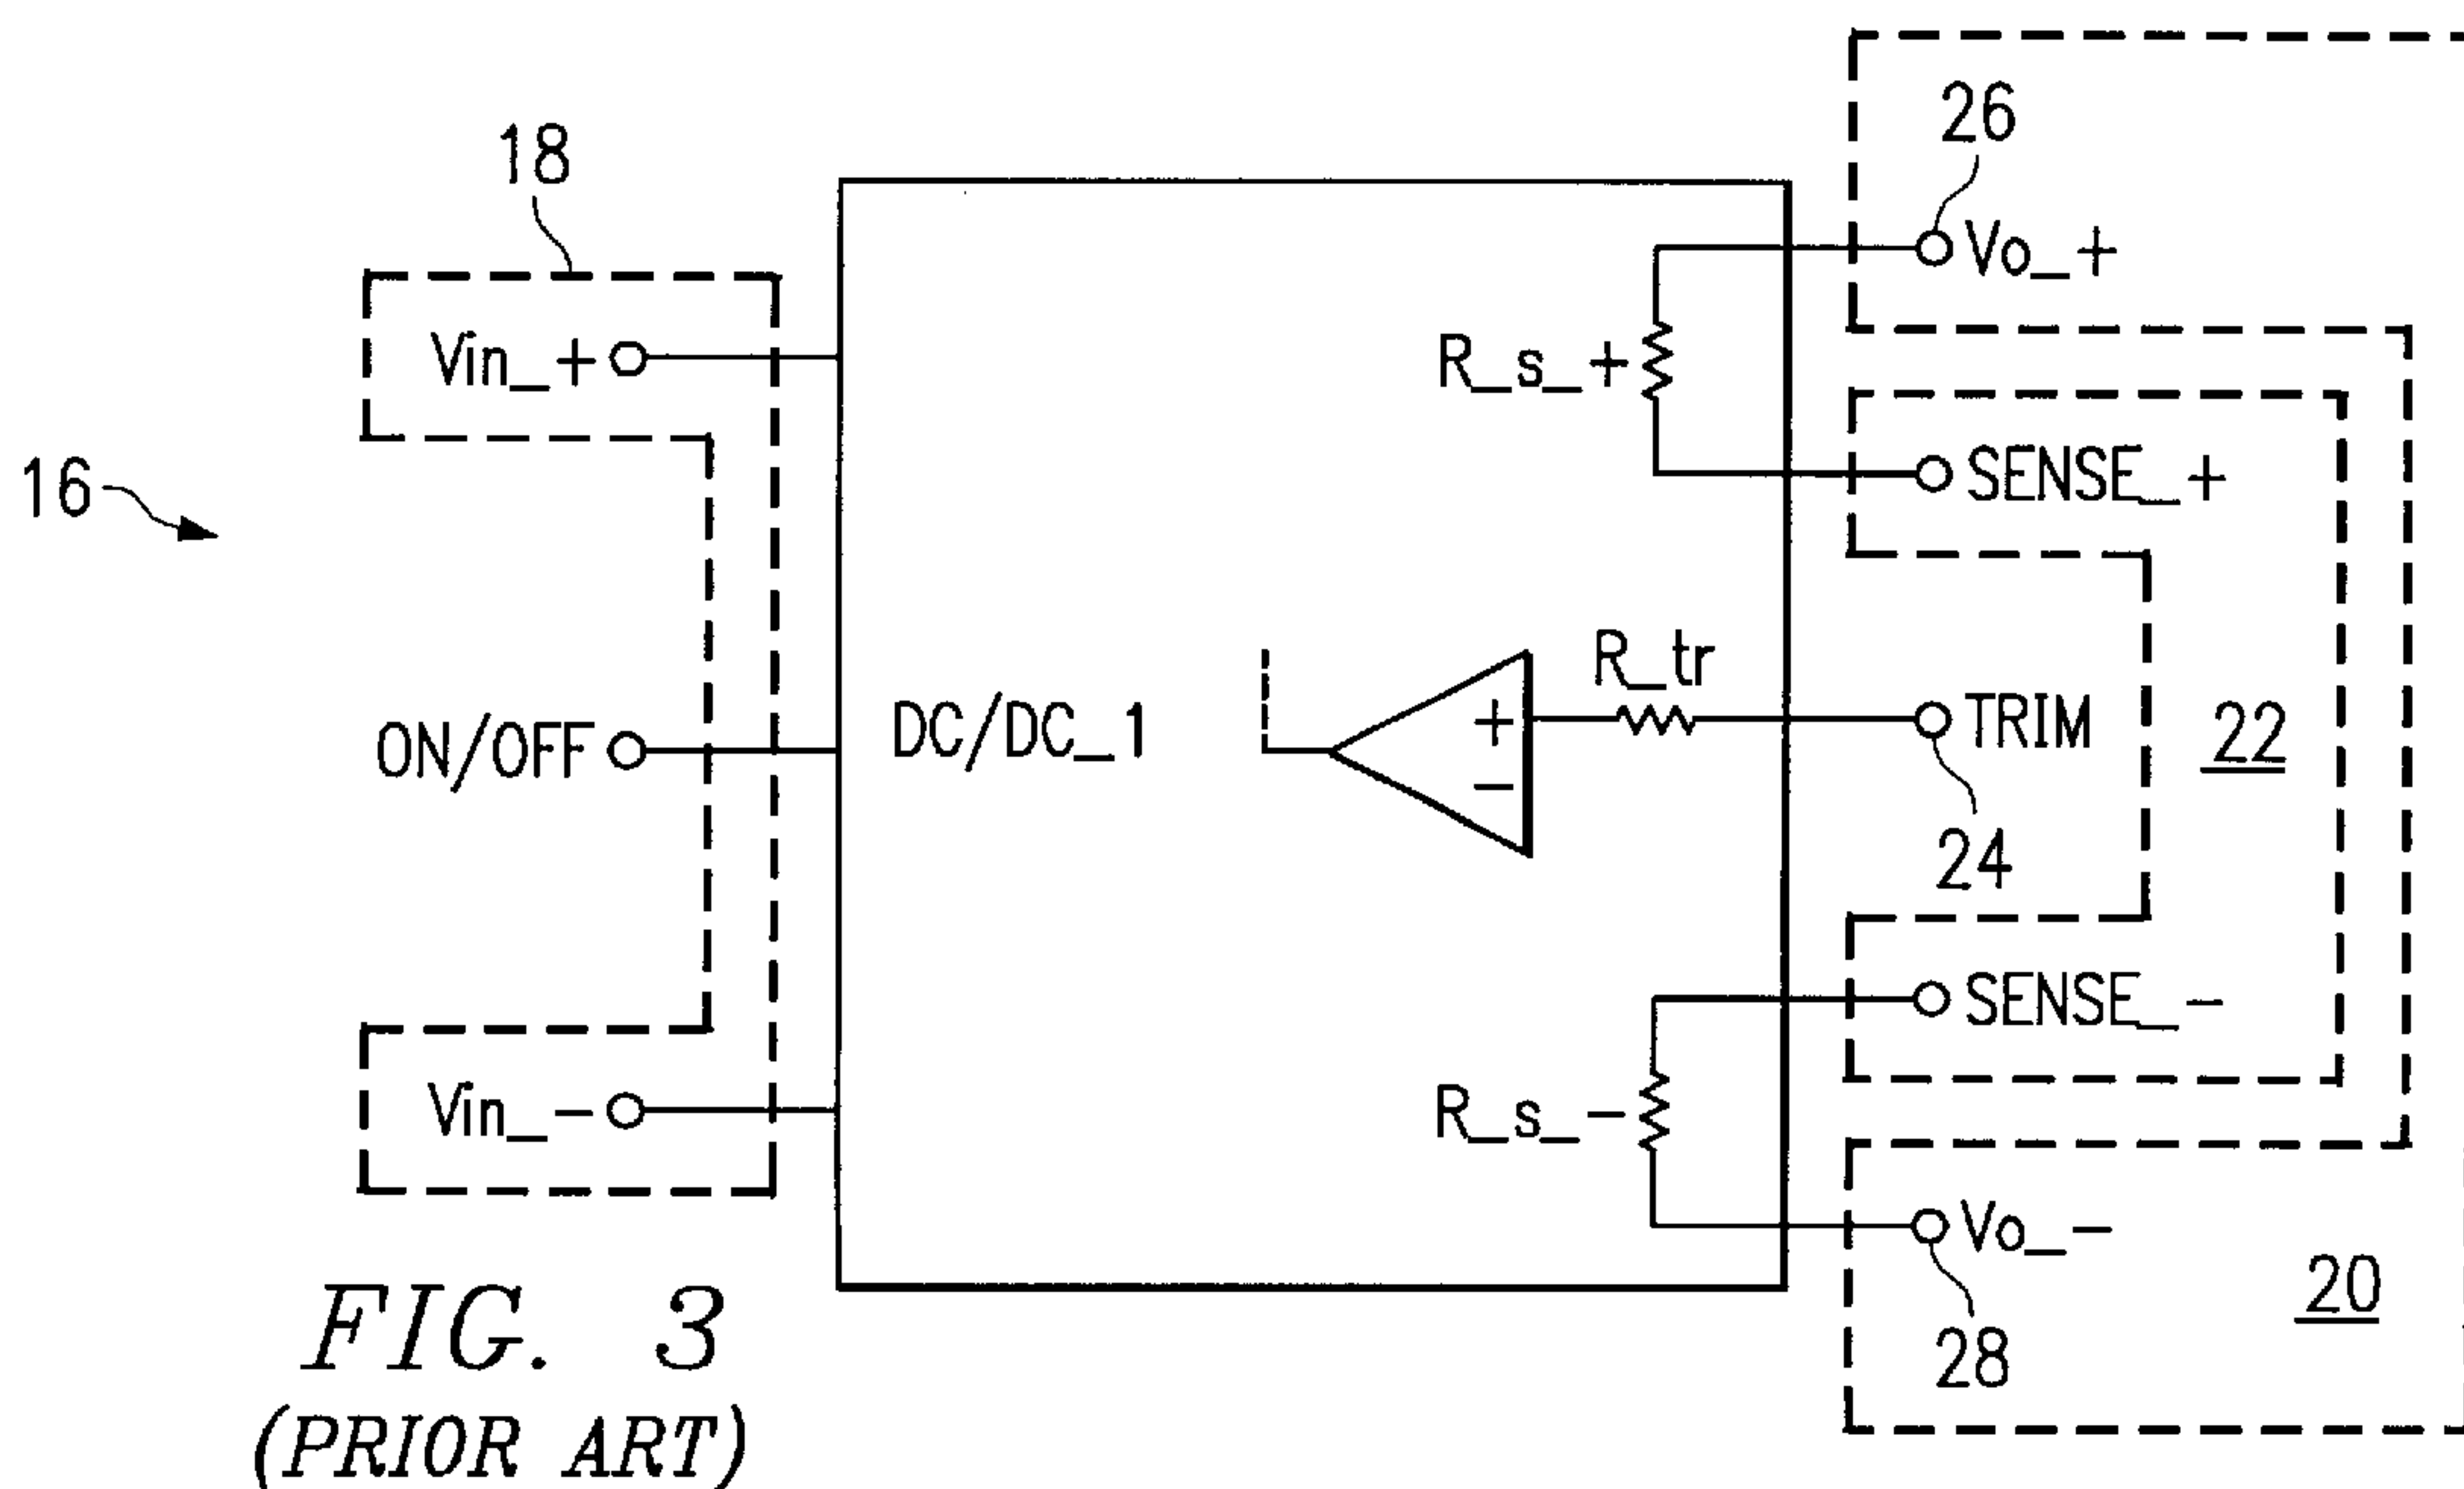 26
18
Vo_+
Vin_+
R_s_+
16
SENSE_+
R_tr
ON/OFF
DC/DC_1
+
−
TRIM
22
24
SENSE_-
Vin_-
R_s_-
Vo_-
20
28
FIG. 3
(PRIOR ART)